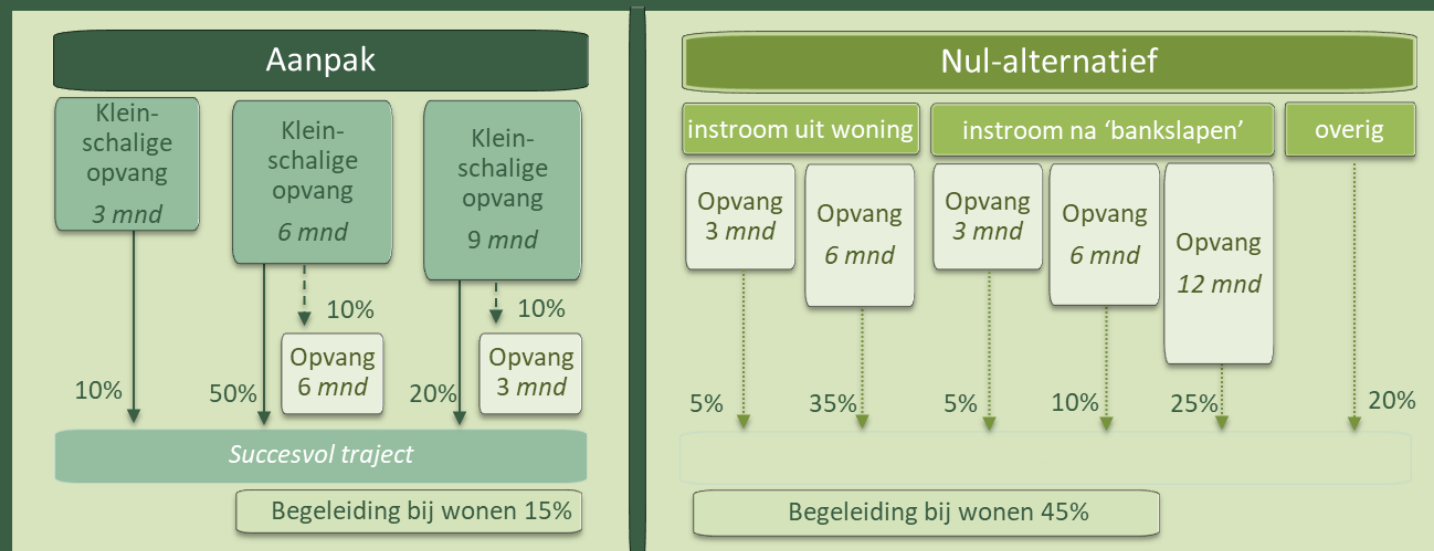 Aanpak
Klein-
schalige
opvang
3 mnd
Klein-
schalige
opvang
6 mnd
Klein-
schalige
opvang
9 mnd
10%
10%
Opvang
6 mnd
Opvang
3 mnd
10%
50%
20%
Succesvol traject
Begeleiding bij wonen 15%
Nul-alternatief
instroom uit woning
instroom na ‘bankslapen’
overig
Opvang
3 mnd
Opvang
6 mnd
Opvang
3 mnd
Opvang
6 mnd
Opvang
12 mnd
5%
35%
5%
10%
25%
20%
Begeleiding bij wonen 45%